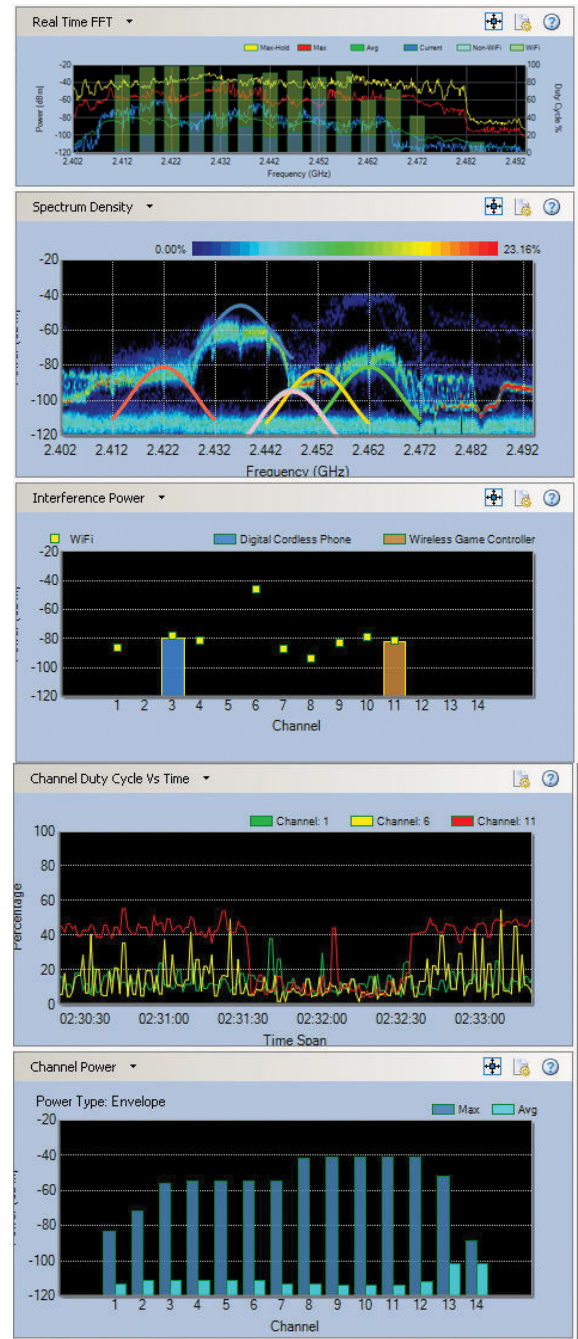 Real Time FFT
Max-Hold Max Avg Current Non-WiFi WiFi
Power [dBm]
-20
-40
-60
-80
-100
-120
100
80
60
40
20
0
Duty Cycle %
2.402 2.412 2.422 2.432 2.442 2.452 2.462 2.472 2.482 2.492
Frequency (GHz)
Spectrum Density
0.00% 23.16%
-20
-40
-60
-80
-100
-120
2.402 2.412 2.422 2.432 2.442 2.452 2.462 2.472 2.482 2.492
Frequency (GHz)
Interference Power
WiFi Digital Cordless Phone Wireless Game Controller
-20
-40
-60
-80
-100
-120
1 2 3 4 5 6 7 8 9 10 11 12 13 14
Channel
Channel Duty Cycle Vs Time
Channel: 1 Channel: 6 Channel: 11
Percentage
100
80
60
40
20
0
02:30:30 02:31:00 02:31:30 02:32:00 02:32:30 02:33:00
Time Span
Channel Power
Power Type: Envelope
Max Avg
-20
-40
-60
-80
-100
-120
1 2 3 4 5 6 7 8 9 10 11 12 13 14
Channel